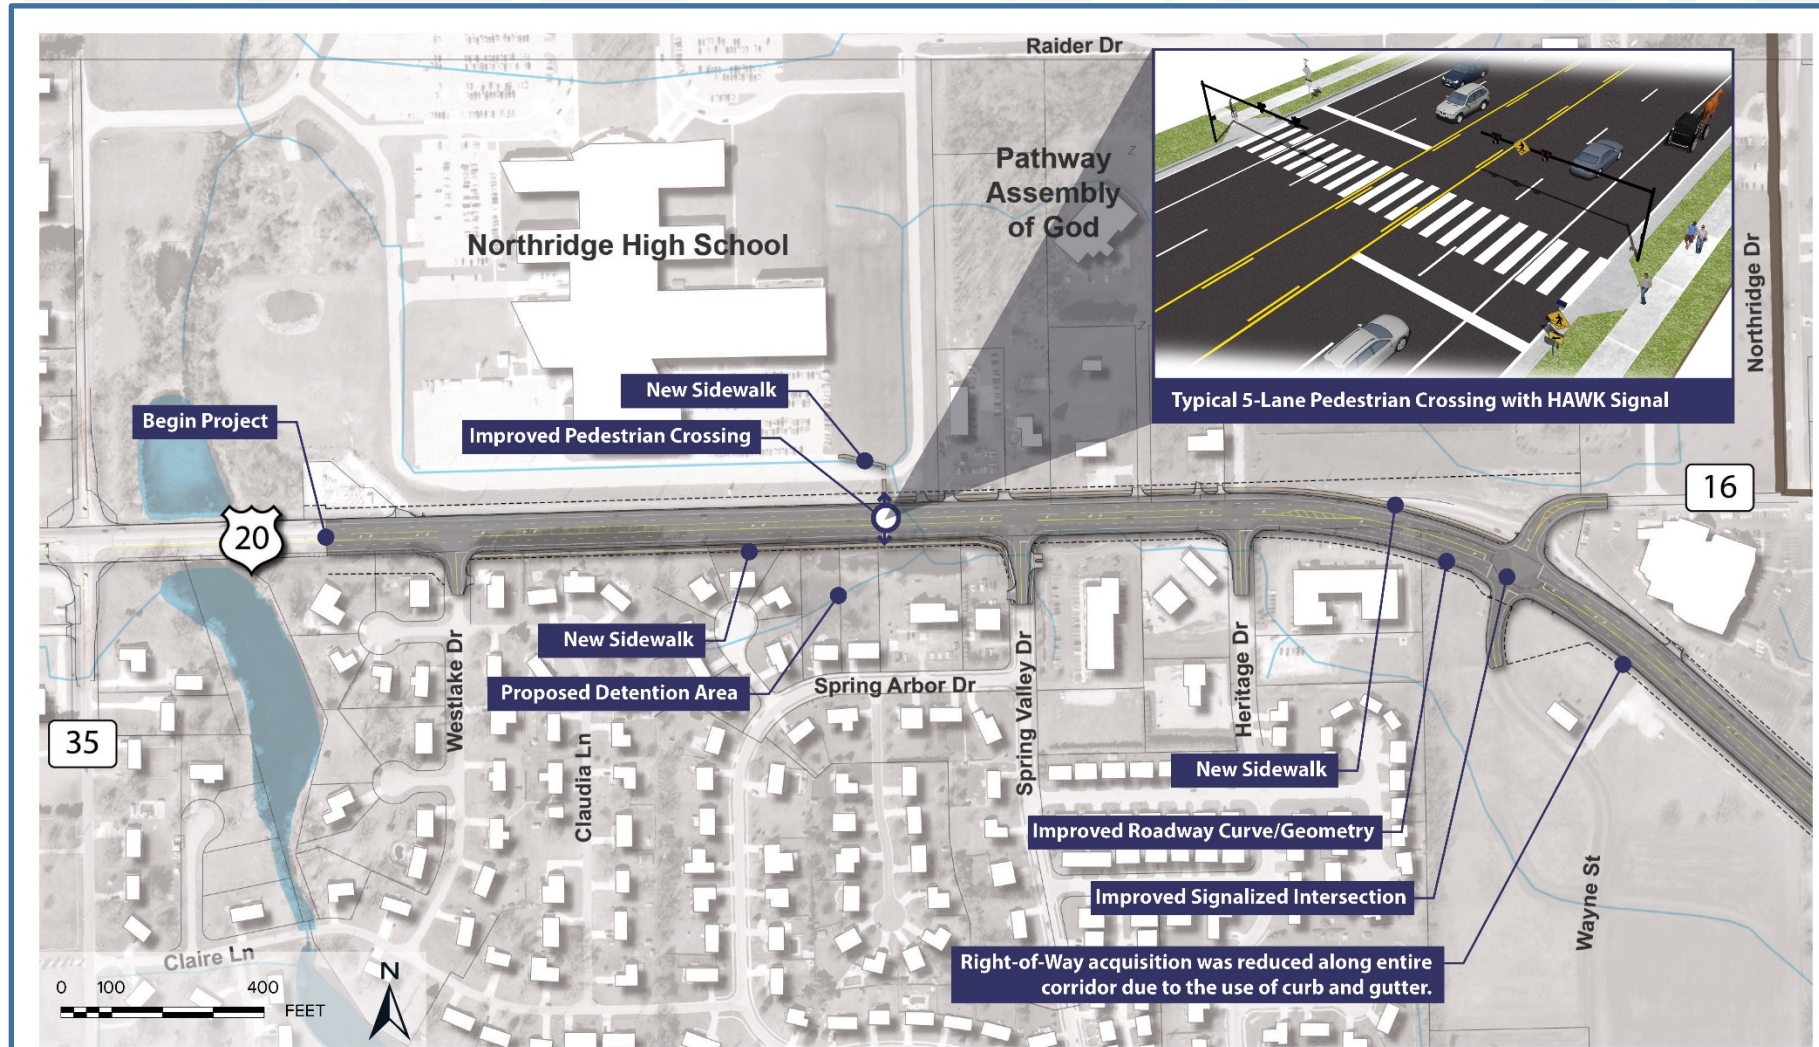 Raider Dr
Pathway
Assembly
of God
Northridge High School
Northridge Dr
Typical 5-Lane Pedestrian Crossing with HAWK Signal
New Sidewalk
Begin Project
Improved Pedestrian Crossing
16
20
New Sidewalk
Proposed Detention Area
Westlake Dr
Claudia Ln
Spring Arbor Dr
Spring Valley Dr
Heritage Dr
35
New Sidewalk
Improved Roadway Curve/Geometry
Improved Signalized Intersection
Wayne St
Right-of-Way acquisition was reduced along entire
corridor due to the use of curb and gutter.
Claire Ln
N
0 100 400
FEET